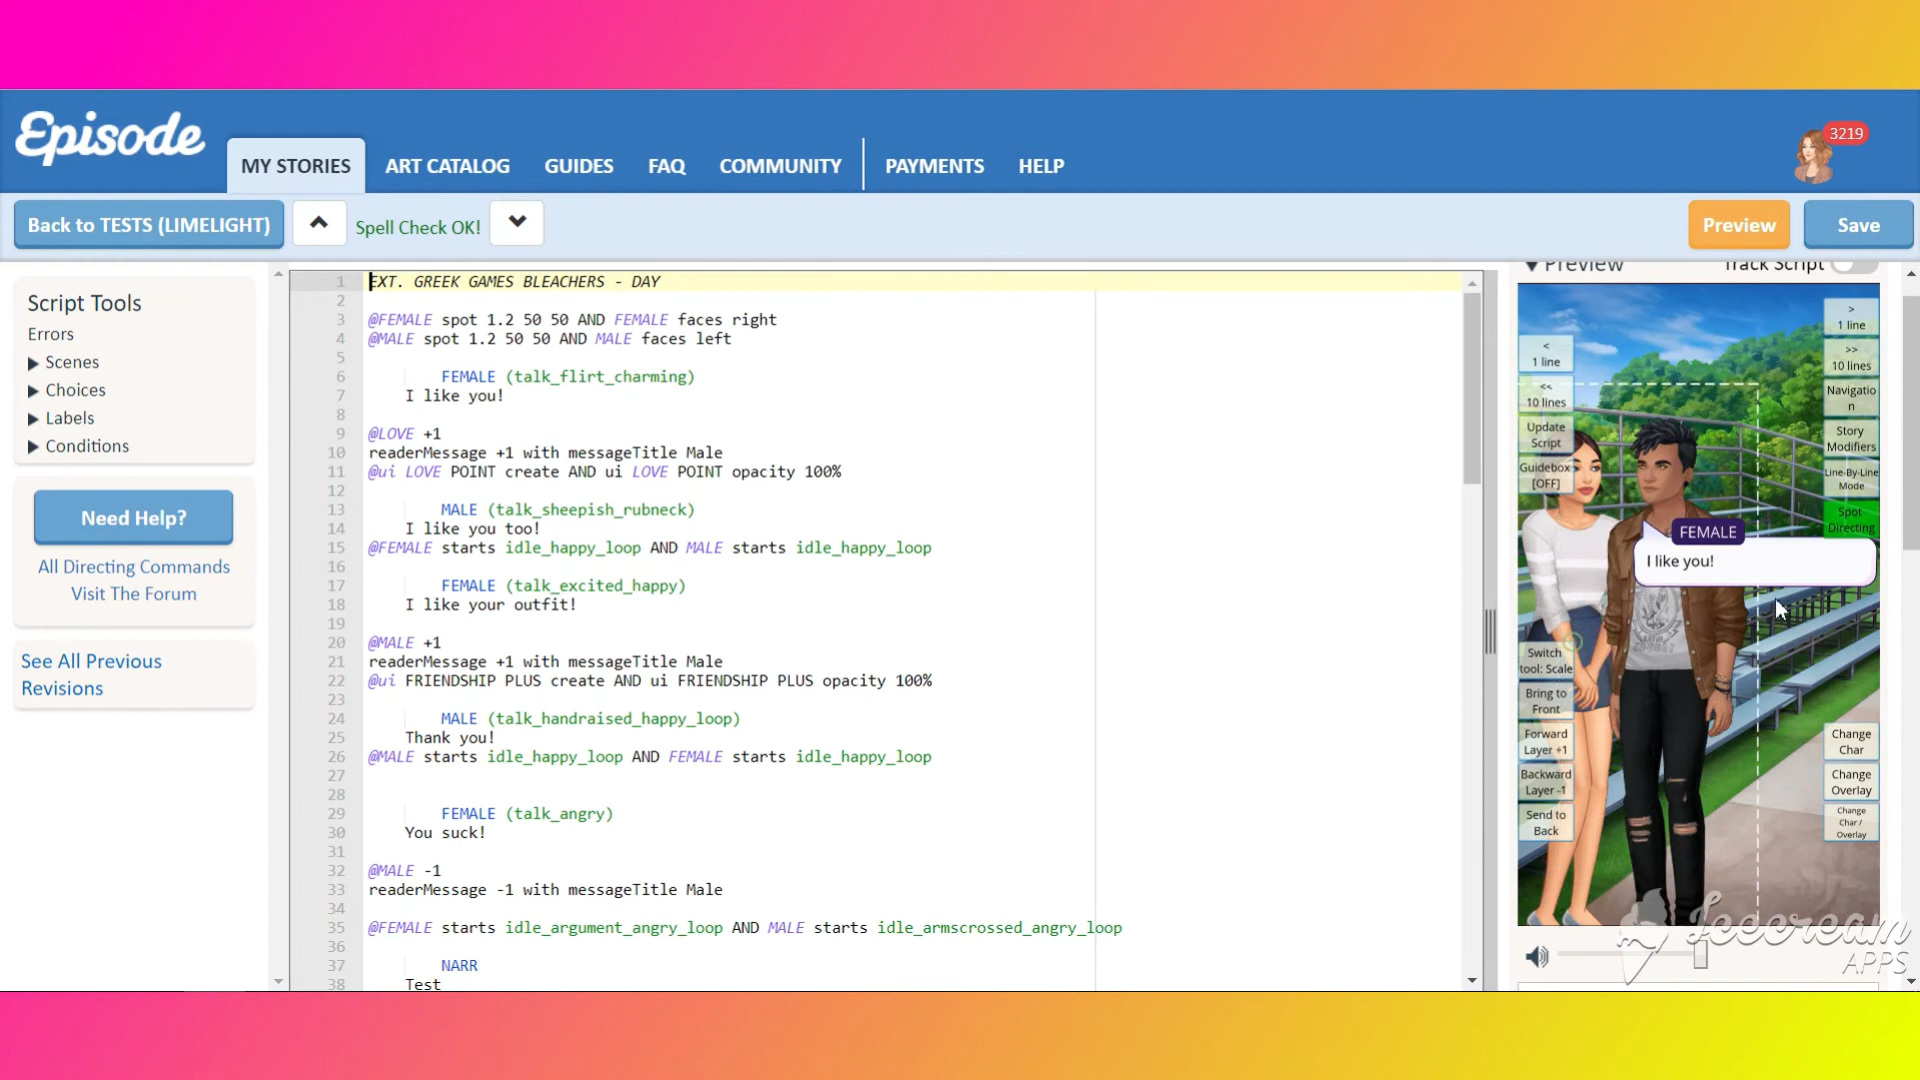 Episode
MY STORIES
ART CATALOG
GUIDES
FAQ
COMMUNITY
PAYMENTS
HELP
3219
Back to TESTS (LIMELIGHT)
Spell Check OK!
Preview
Save
Script Tools
Errors
Scenes
Choices
Labels
Conditions
Need Help?
All Directing Commands
Visit The Forum
See All Previous
Revisions
1 EXT. GREEK GAMES BLEACHERS - DAY
2
3 @FEMALE spot 1.2 50 50 AND FEMALE faces right
4 @MALE spot 1.2 50 50 AND MALE faces left
5
6 FEMALE (talk_flirt_charming)
7 I like you!
8
9 @LOVE +1
10 readerMessage +1 with messageTitle Male
11 @ui LOVE POINT create AND ui LOVE POINT opacity 100%
12
13 MALE (talk_sheepish_rubneck)
14 I like you too!
15 @FEMALE starts idle_happy_loop AND MALE starts idle_happy_loop
16
17 FEMALE (talk_excited_happy)
18 I like your outfit!
19
20 @MALE +1
21 readerMessage +1 with messageTitle Male
22 @ui FRIENDSHIP PLUS create AND ui FRIENDSHIP PLUS opacity 100%
23
24 MALE (talk_handraised_happy_loop)
25 Thank you!
26 @MALE starts idle_happy_loop AND FEMALE starts idle_happy_loop
27
28
29 FEMALE (talk_angry)
30 You suck!
31
32 @MALE -1
33 readerMessage -1 with messageTitle Male
34
35 @FEMALE starts idle_argument_angry_loop AND MALE starts idle_armscrossed_angry_loop
36
37 NARR
38 Test
Preview
Track Script
<
1 line
<<
10 lines
Update
Script
Guidebox
[OFF]
>
1 line
>>
10 lines
Navigatio
n
Story
Modifiers
Line-By-Line
Mode
Spot
Directing
FEMALE
I like you!
Switch
tool: Scale
Bring to
Front
Forward
Layer +1
Backward
Layer -1
Send to
Back
Change
Char
Change
Overlay
Change
Char /
Overlay
Icecream
APPS